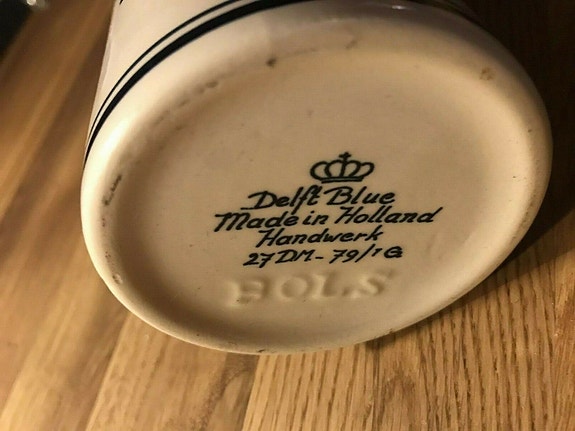 Delft Blue
Made in Holland
Handwerk
27 DM - 79/1 G
BOLS